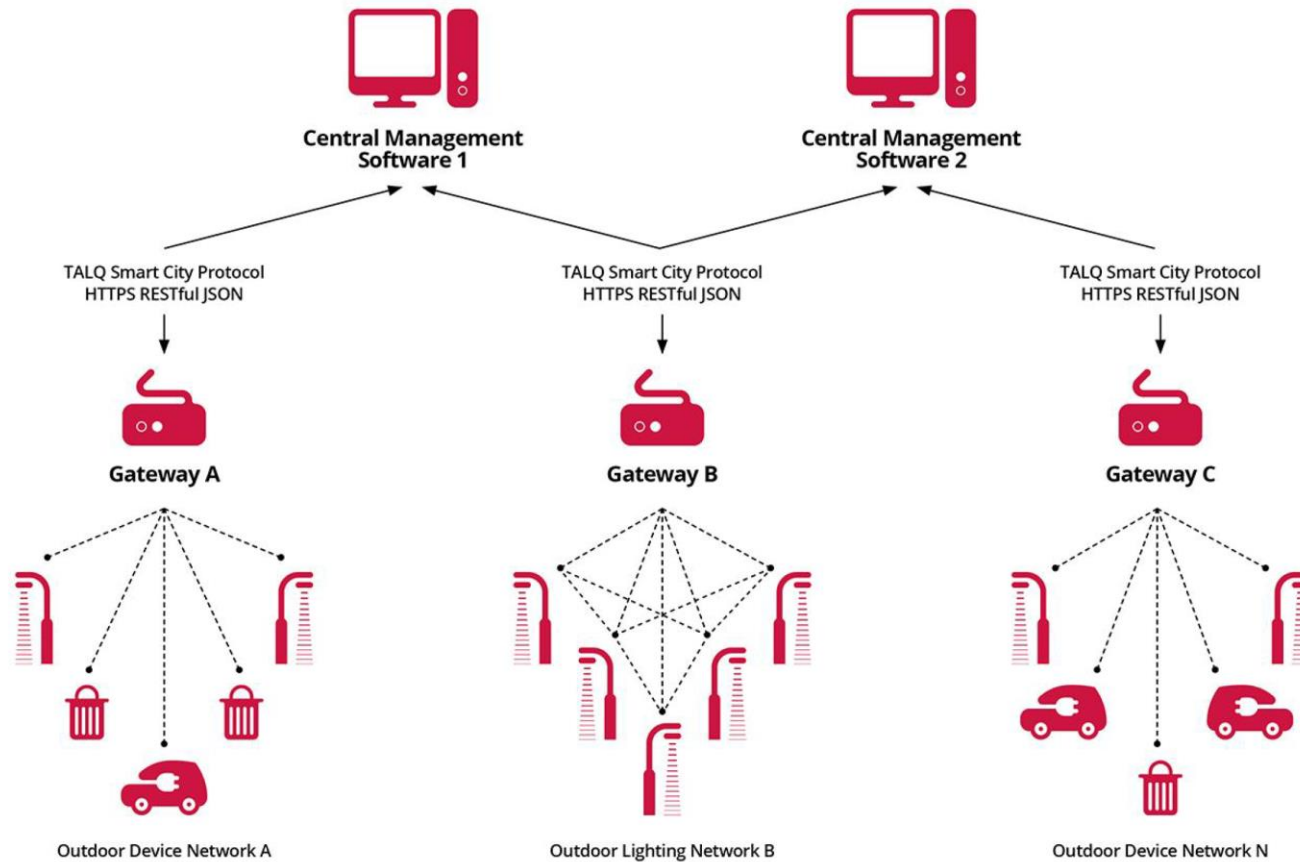 Central Management
Software 1
Central Management
Software 2
TALQ Smart City Protocol
HTTPS RESTful JSON
TALQ Smart City Protocol
HTTPS RESTful JSON
TALQ Smart City Protocol
HTTPS RESTful JSON
Gateway A
Gateway B
Gateway C
Outdoor Device Network A
Outdoor Lighting Network B
Outdoor Device Network N